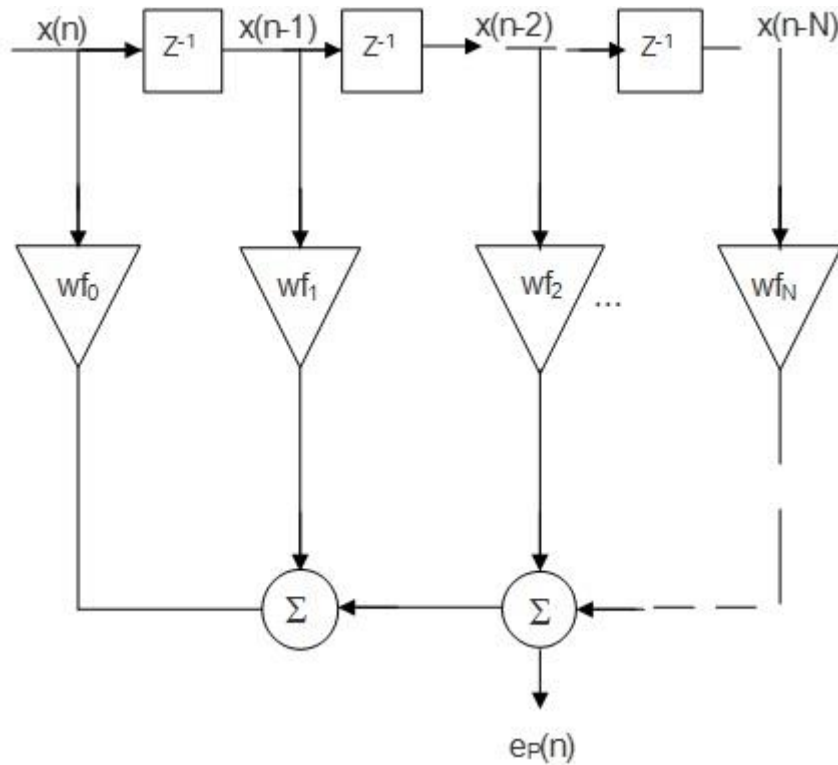 x(n) Z⁻¹ x(n-1) Z⁻¹ x(n-2) Z⁻¹ x(n-N)
wf₀ wf₁ wf₂ ... wf_N
Σ Σ
e_P(n)